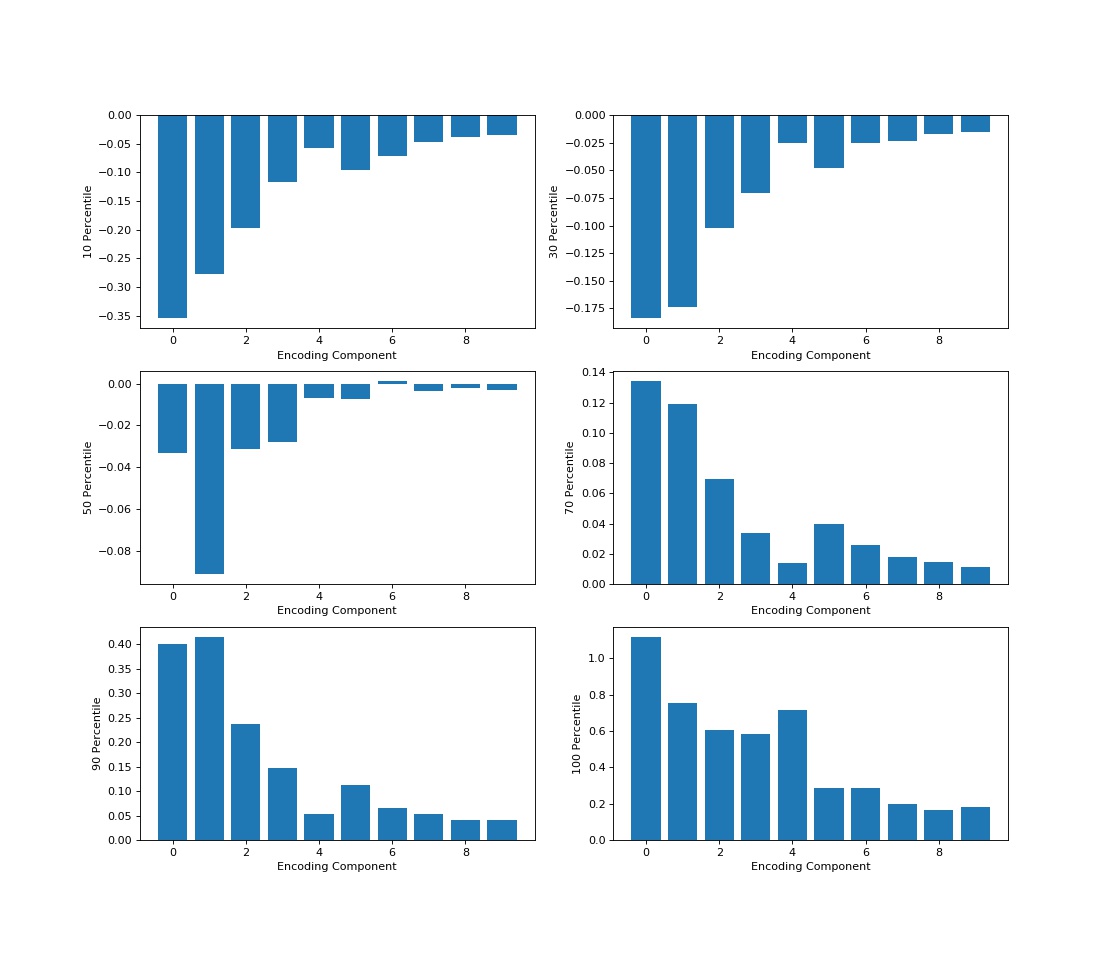 0.00
−0.05
−0.10
−0.15
−0.20
−0.25
−0.30
−0.35
10 Percentile
0 2 4 6 8
Encoding Component
0.000
−0.025
−0.050
−0.075
−0.100
−0.125
−0.150
−0.175
30 Percentile
0 2 4 6 8
Encoding Component
0.00
−0.02
−0.04
−0.06
−0.08
50 Percentile
0 2 4 6 8
Encoding Component
0.14
0.12
0.10
0.08
0.06
0.04
0.02
0.00
70 Percentile
0 2 4 6 8
Encoding Component
0.40
0.35
0.30
0.25
0.20
0.15
0.10
0.05
0.00
90 Percentile
0 2 4 6 8
Encoding Component
1.0
0.8
0.6
0.4
0.2
0.0
100 Percentile
0 2 4 6 8
Encoding Component